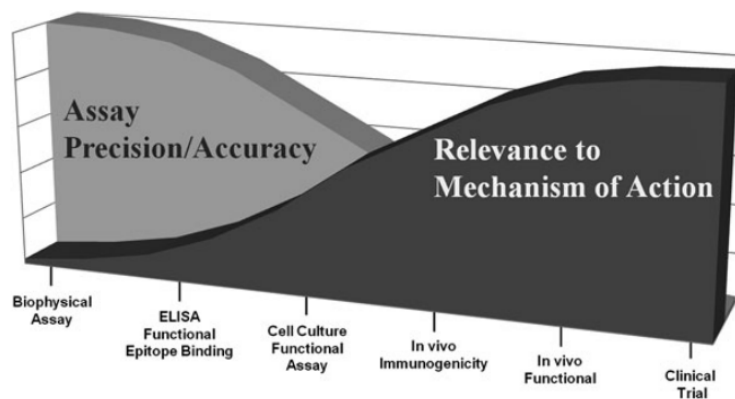 Assay
Precision/Accuracy
Relevance to
Mechanism of Action
Biophysical
Assay
ELISA
Functional
Epitope Binding
Cell Culture
Functional
Assay
In vivo
Immunogenicity
In vivo
Functional
Clinical
Trial